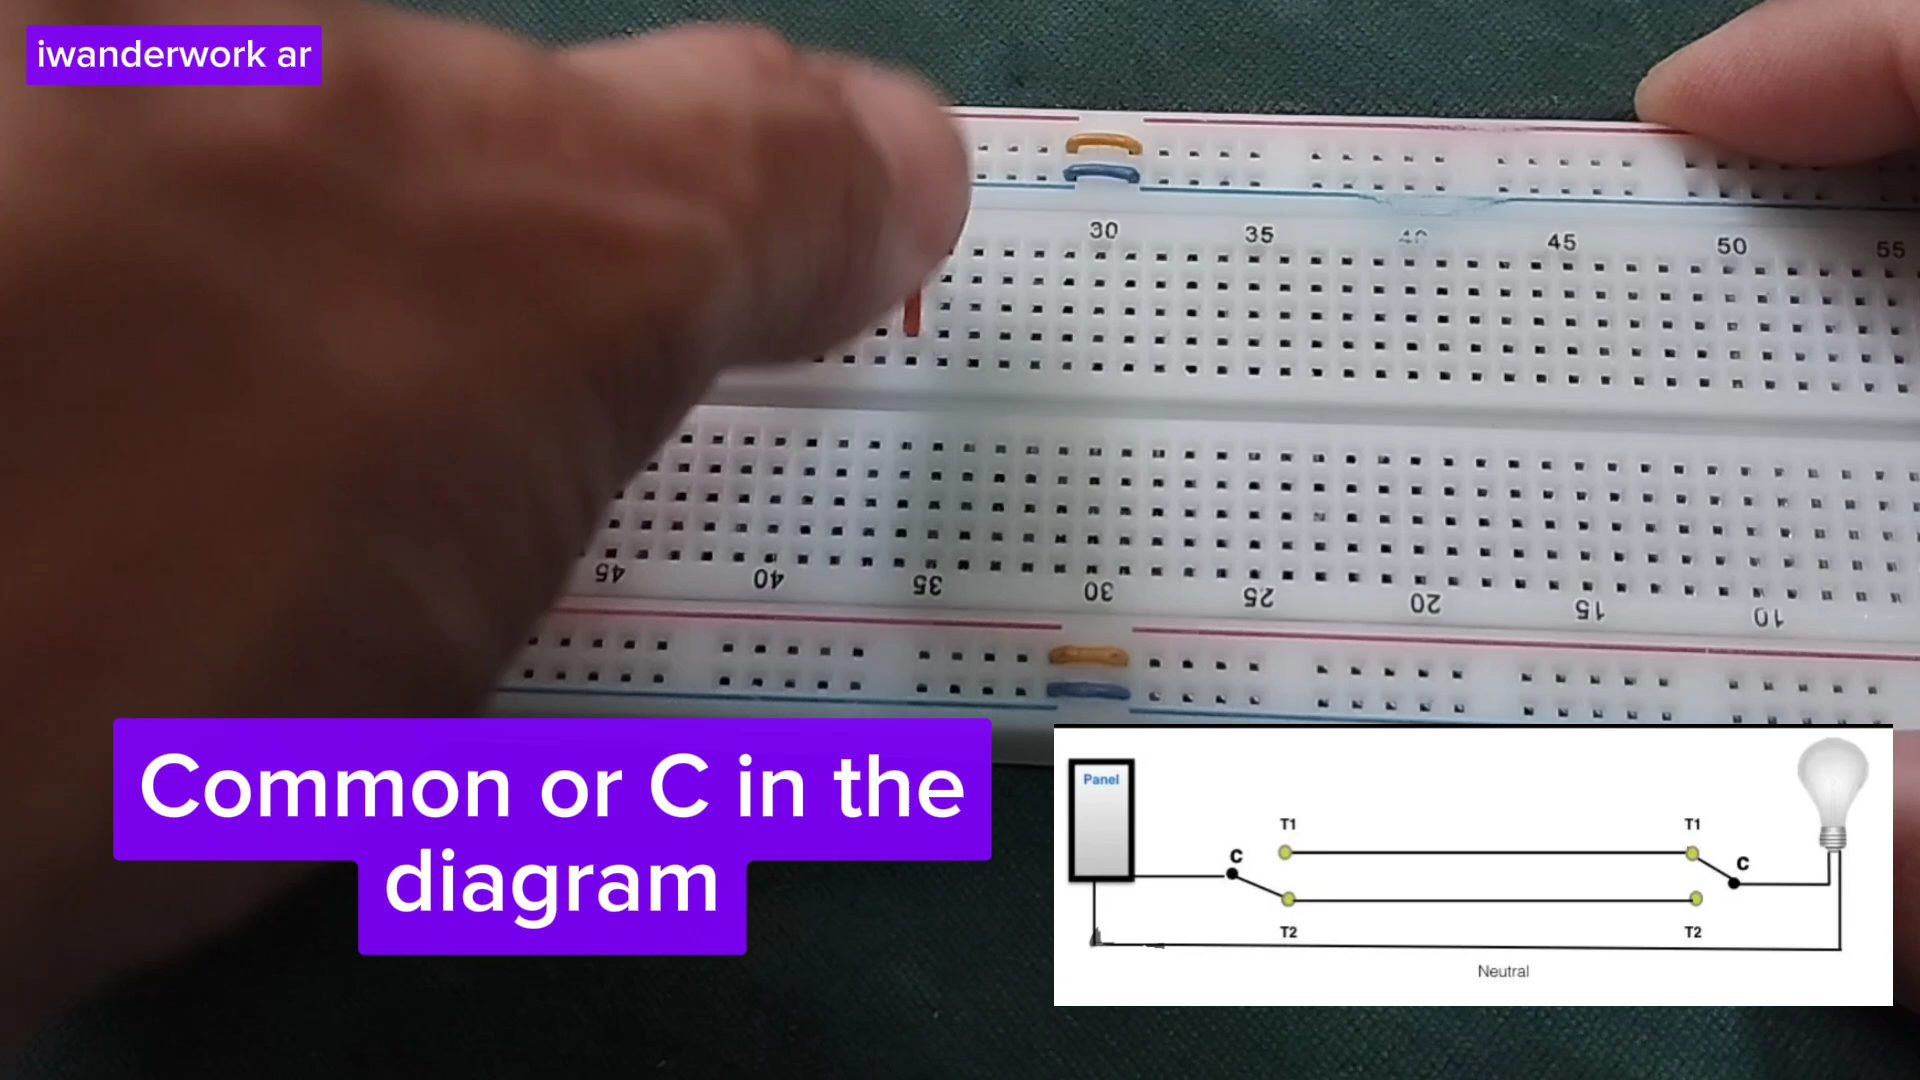 iwanderwork ar
30 35 40 45 50 55
45 40 35 30 25 20 15 10
Common or C in the
diagram
Panel
T1 T1
C C
T2 T2
Neutral